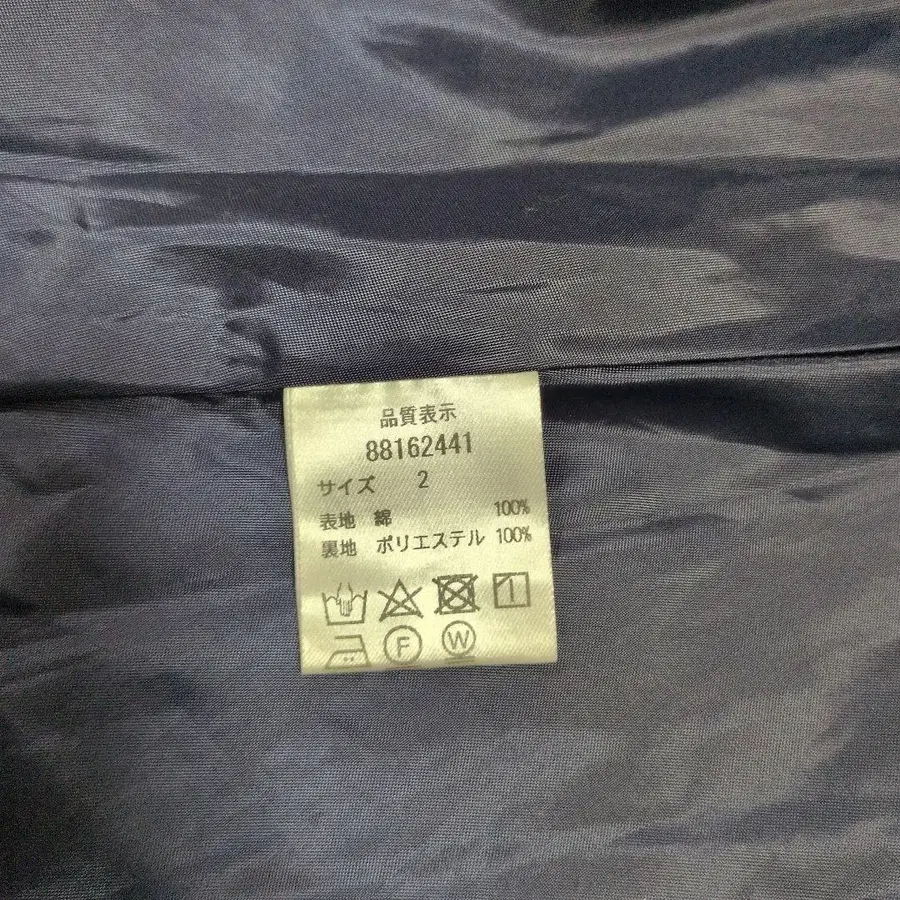 品質表示
88162441
サイズ 2
表地 綿 100%
裏地 ポリエステル 100%
F W